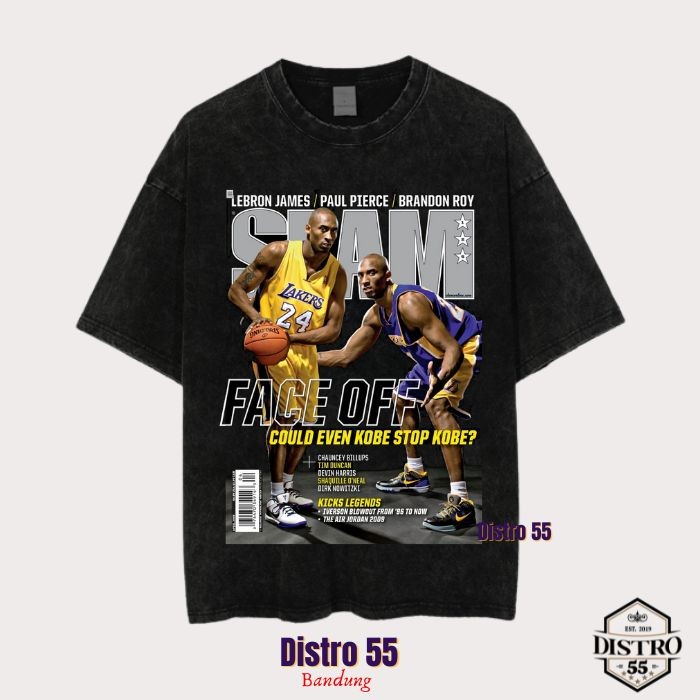 LEBRON JAMES / PAUL PIERCE / BRANDON ROY
SLAM
LAKERS
24
SPALDING
FACE OFF
COULD EVEN KOBE STOP KOBE?
CHAUNCEY BILLUPS
TIM DUNCAN
DEVIN HARRIS
SHAQUILLE O'NEAL
DIRK NOWITZKI
KICKS LEGENDS
• IVERSON BLOWOUT FROM '96 TO NOW
• THE AIR JORDAN 2009
Distro 55
Distro 55
Bandung
EST. 2019
DISTRO
55